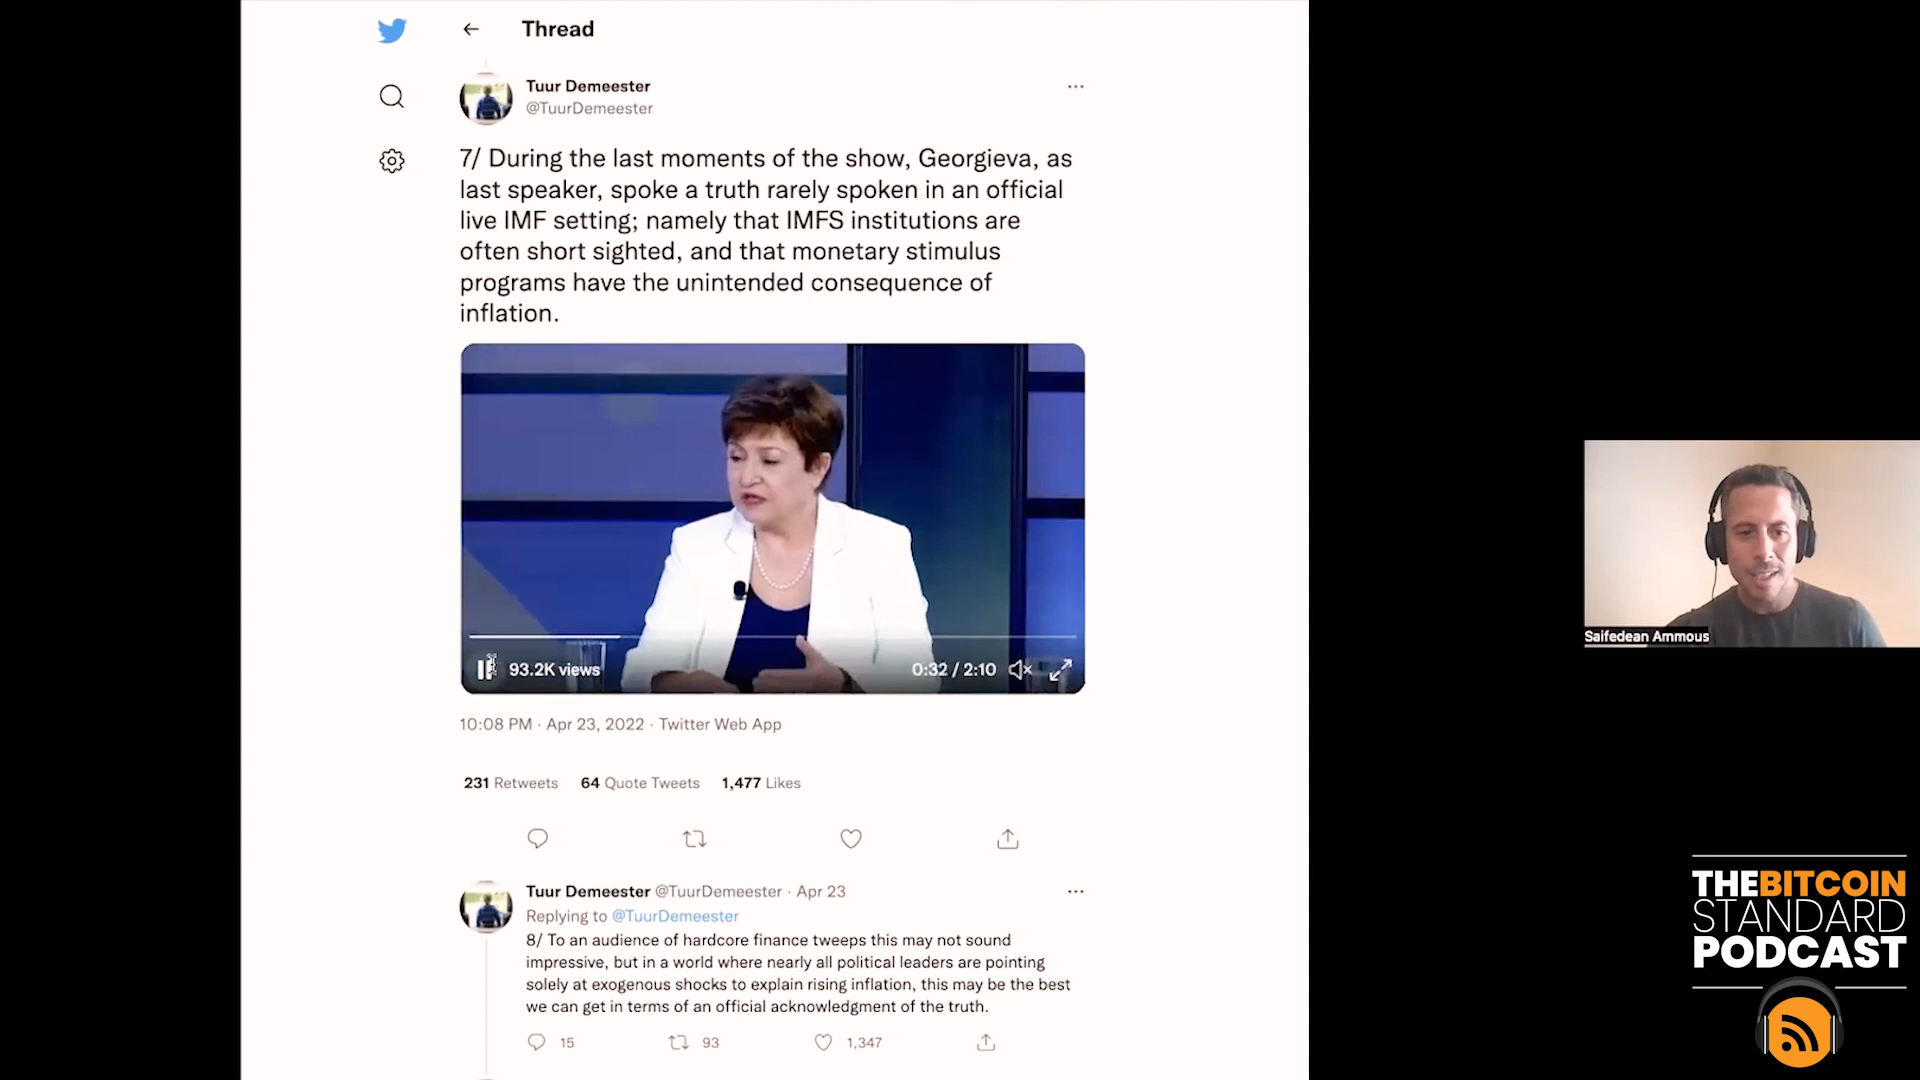 Thread
Tuur Demeester
@TuurDemeester
7/ During the last moments of the show, Georgieva, as
last speaker, spoke a truth rarely spoken in an official
live IMF setting; namely that IMFS institutions are
often short sighted, and that monetary stimulus
programs have the unintended consequence of
inflation.
93.2K views
0:32 / 2:10
10:08 PM · Apr 23, 2022 · Twitter Web App
231 Retweets 64 Quote Tweets 1,477 Likes
Tuur Demeester @TuurDemeester · Apr 23
Replying to @TuurDemeester
8/ To an audience of hardcore finance tweeps this may not sound
impressive, but in a world where nearly all political leaders are pointing
solely at exogenous shocks to explain rising inflation, this may be the best
we can get in terms of an official acknowledgment of the truth.
15 93 1,347
Saifedean Ammous
THEBITCOIN
STANDARD
PODCAST